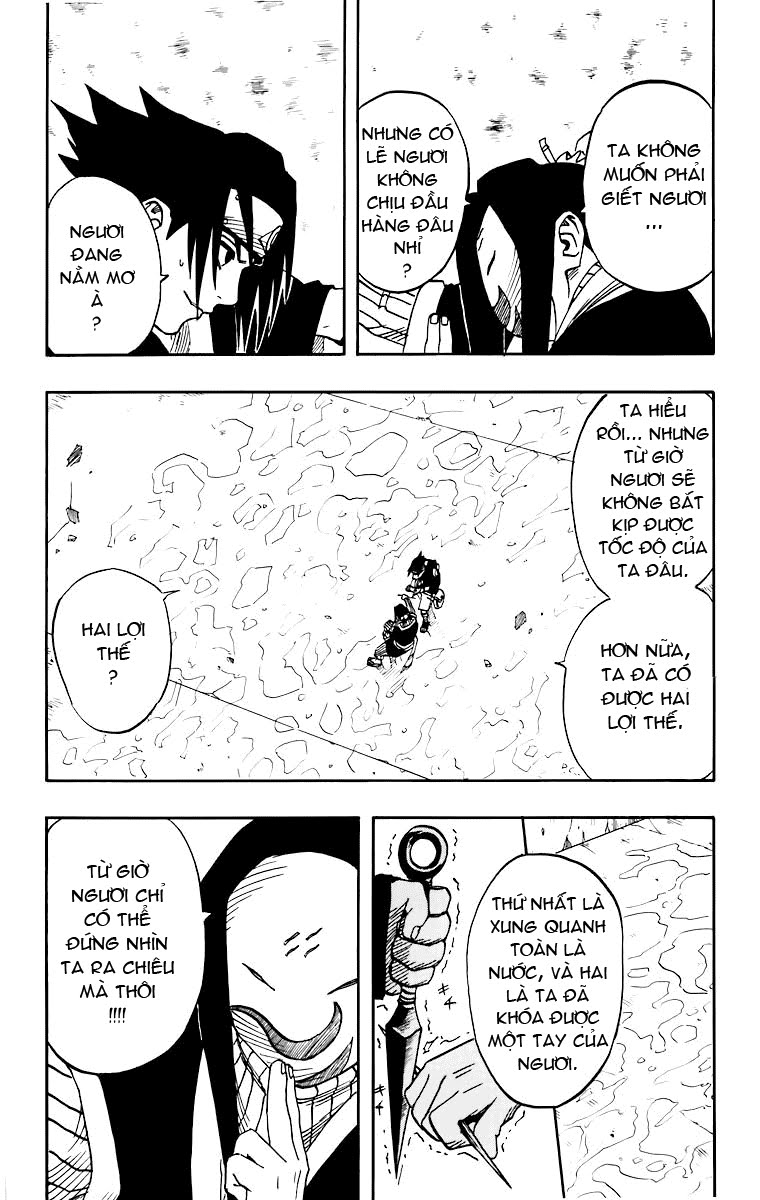 TA KHÔNG
MUỐN PHẢI
GIẾT NGƯƠI
...
NHƯNG CÓ
LẼ NGƯƠI
KHÔNG
CHỊU ĐẦU
HÀNG ĐÂU
NHỈ
?
NGƯƠI
ĐANG
NẰM MƠ
À
?
TA HIỂU
RỒI... NHƯNG
TỪ GIỜ
NGƯƠI SẼ
KHÔNG BẮT
KỊP ĐƯỢC
TỐC ĐỘ CỦA
TA ĐÂU.
HƠN NỮA,
TA ĐÃ CÓ
ĐƯỢC HAI
LỢI THẾ.
HAI LỢI
THẾ
?
THỨ NHẤT LÀ
XUNG QUANH
TOÀN LÀ
NƯỚC, VÀ HAI
LÀ TA ĐÃ
KHÓA ĐƯỢC
MỘT TAY CỦA
NGƯƠI.
TỪ GIỜ
NGƯƠI CHỈ
CÓ THỂ
ĐỨNG NHÌN
TA RA CHIÊU
MÀ THÔI
!!!!